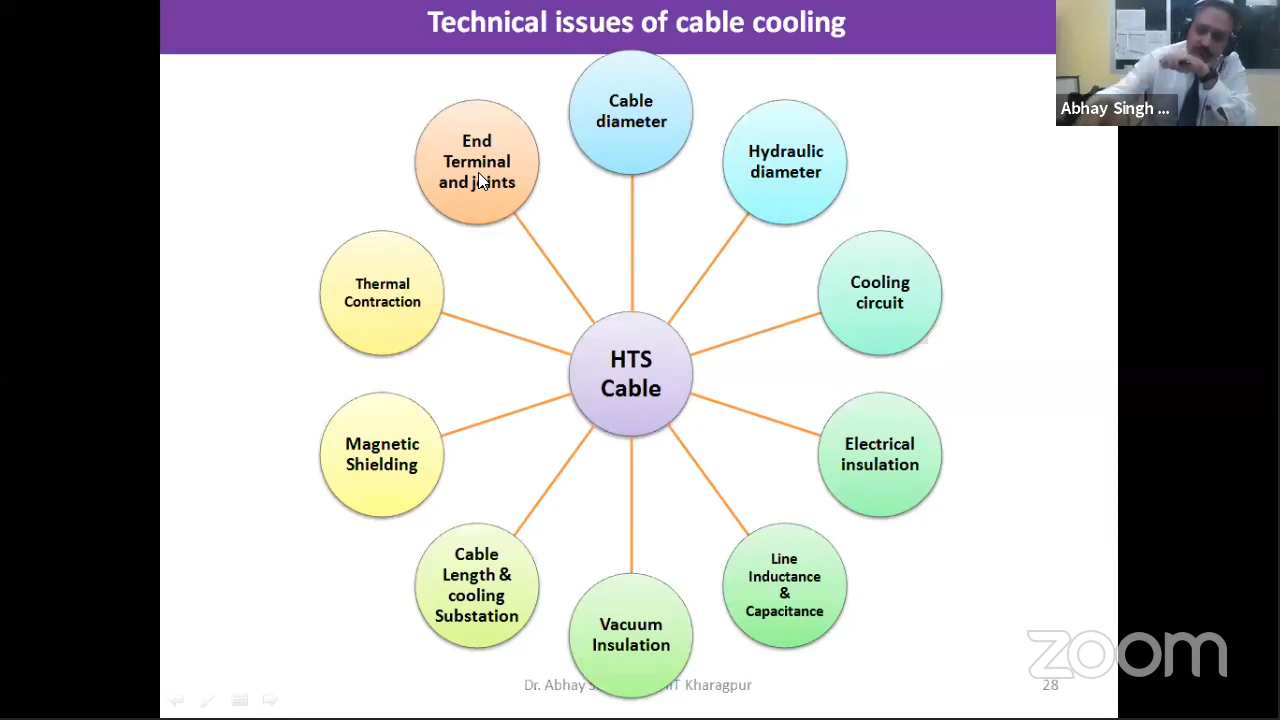 Technical issues of cable cooling
Abhay Singh ...
Cable
diameter
Hydraulic
diameter
Cooling
circuit
Electrical
insulation
Line
Inductance
&
Capacitance
Vacuum
Insulation
Cable
Length &
cooling
Substation
Magnetic
Shielding
Thermal
Contraction
End
Terminal
and joints
HTS
Cable
Dr. Abhay S
IT Kharagpur
28
zoom